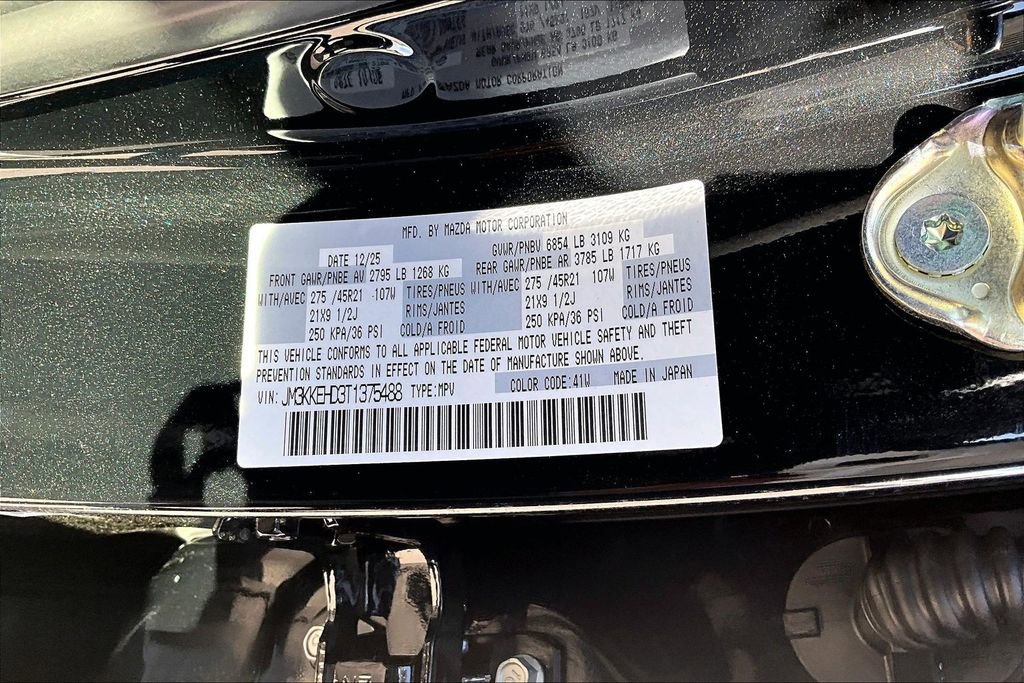 MFD. BY MAZDA MOTOR CORPORATION
DATE 12/25 GVWR/PNBV 6854 LB 3109 KG
FRONT GAWR/PNBE AV 2795 LB 1268 KG REAR GAWR/PNBE AR 3785 LB 1717 KG
WITH/AVEC 275 /45R21 107W TIRES/PNEUS WITH/AVEC 275 /45R21 107W TIRES/PNEUS
21X9 1/2J RIMS/JANTES 21X9 1/2J RIMS/JANTES
250 KPA/36 PSI COLD/A FROID 250 KPA/36 PSI COLD/A FROID
THIS VEHICLE CONFORMS TO ALL APPLICABLE FEDERAL MOTOR VEHICLE SAFETY AND THEFT
PREVENTION STANDARDS IN EFFECT ON THE DATE OF MANUFACTURE SHOWN ABOVE.
VIN: JM3KKEHD3T1375488 TYPE:MPV COLOR CODE:41W MADE IN JAPAN